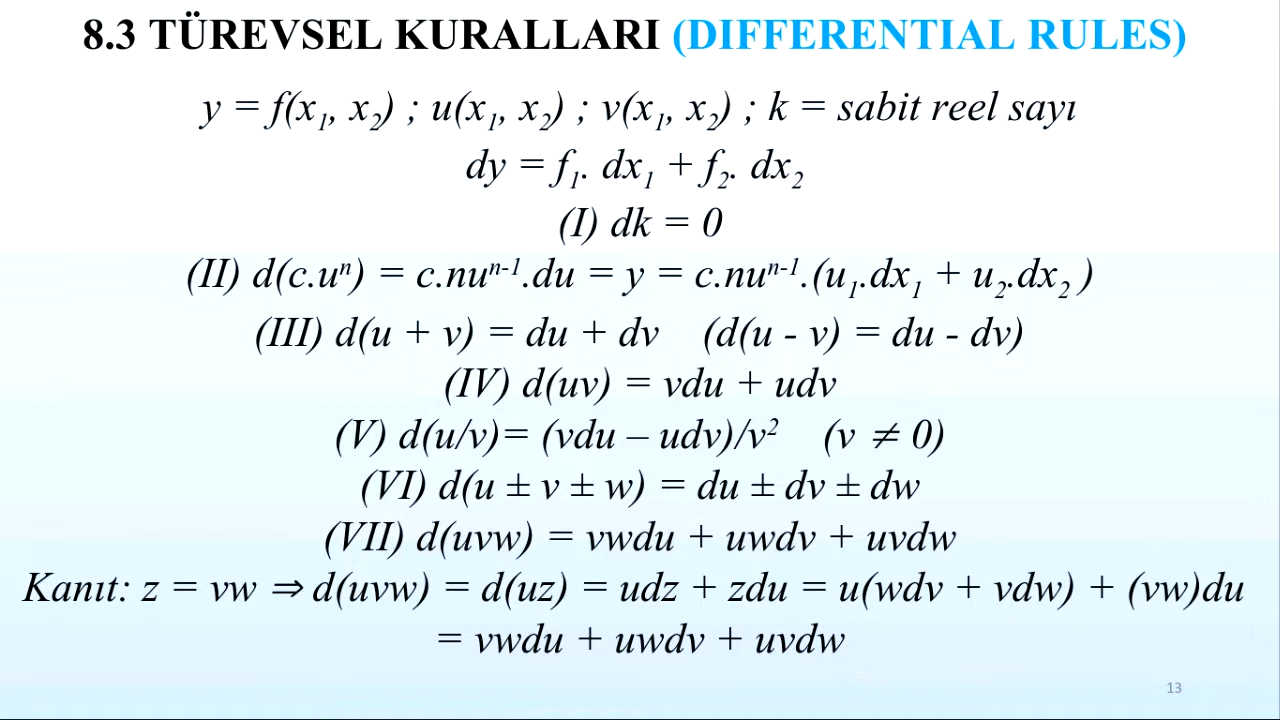 8.3 TÜREVSEL KURALLARI (DIFFERENTIAL RULES)
y = f(x₁, x₂) ; u(x₁, x₂) ; v(x₁, x₂) ; k = sabit reel sayı
dy = f₁. dx₁ + f₂. dx₂
(I) dk = 0
(II) d(c.uⁿ) = c.nuⁿ⁻¹.du = y = c.nuⁿ⁻¹.(u₁.dx₁ + u₂.dx₂ )
(III) d(u + v) = du + dv (d(u - v) = du - dv)
(IV) d(uv) = vdu + udv
(V) d(u/v)= (vdu – udv)/v² (v ≠ 0)
(VI) d(u ± v ± w) = du ± dv ± dw
(VII) d(uvw) = vwdu + uwdv + uvdw
Kanıt: z = vw ⇒ d(uvw) = d(uz) = udz + zdu = u(wdv + vdw) + (vw)du
= vwdu + uwdv + uvdw
13